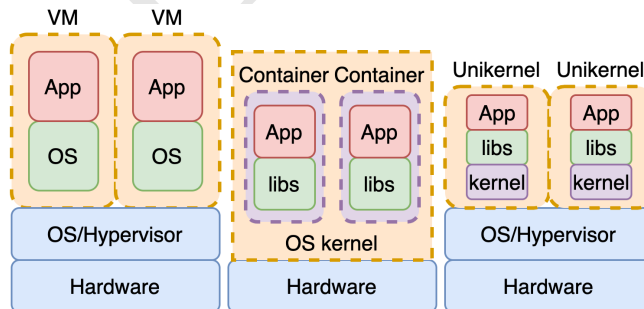 VM VM
App App
OS OS
OS/Hypervisor
Hardware
Container Container
App App
libs libs
OS kernel
Hardware
Unikernel Unikernel
App App
libs libs
kernel kernel
OS/Hypervisor
Hardware